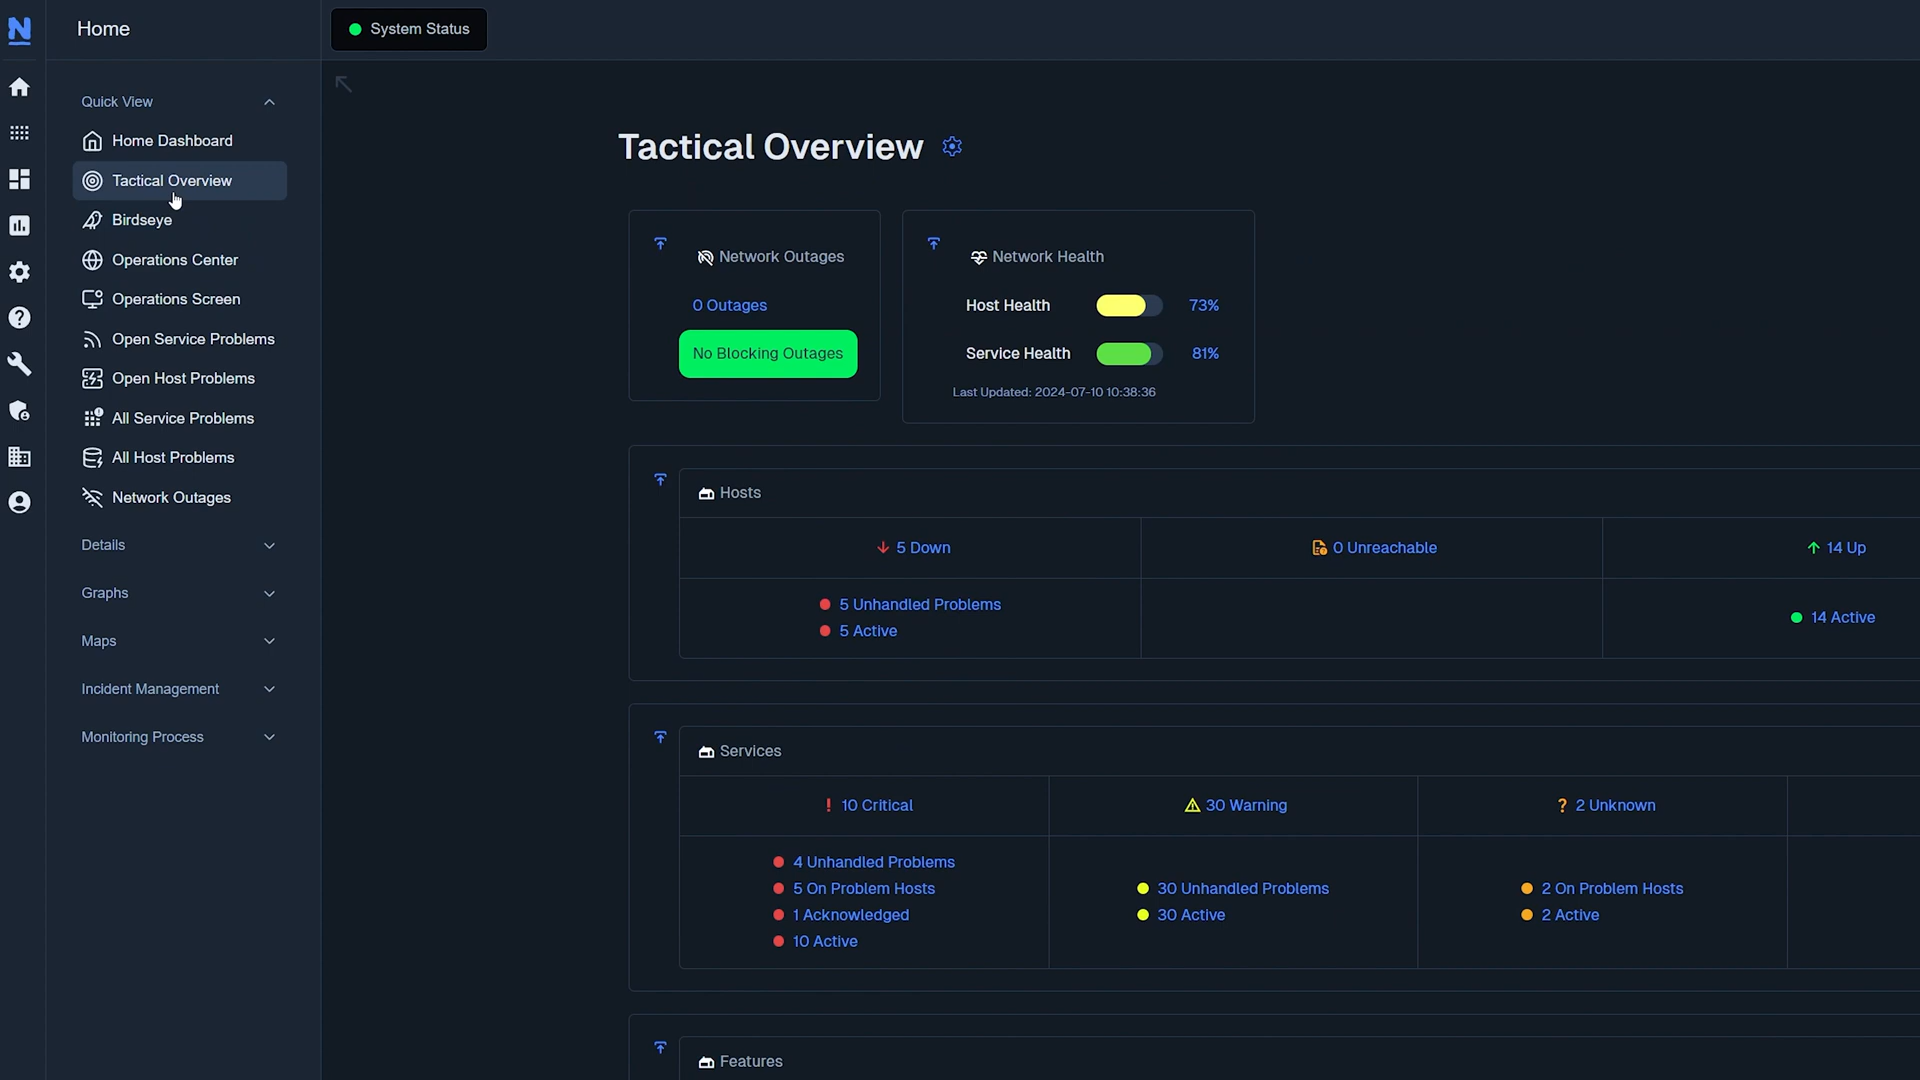 Home
System Status
Quick View
Home Dashboard
Tactical Overview
Birdseye
Operations Center
Operations Screen
Open Service Problems
Open Host Problems
All Service Problems
All Host Problems
Network Outages
Details
Graphs
Maps
Incident Management
Monitoring Process
Tactical Overview
Network Outages
0 Outages
No Blocking Outages
Network Health
Host Health 73%
Service Health 81%
Last Updated: 2024-07-10 10:38:36
Hosts
5 Down 0 Unreachable 14 Up
5 Unhandled Problems
5 Active
14 Active
Services
10 Critical 30 Warning 2 Unknown
4 Unhandled Problems
5 On Problem Hosts
1 Acknowledged
10 Active
30 Unhandled Problems
30 Active
2 On Problem Hosts
2 Active
Features